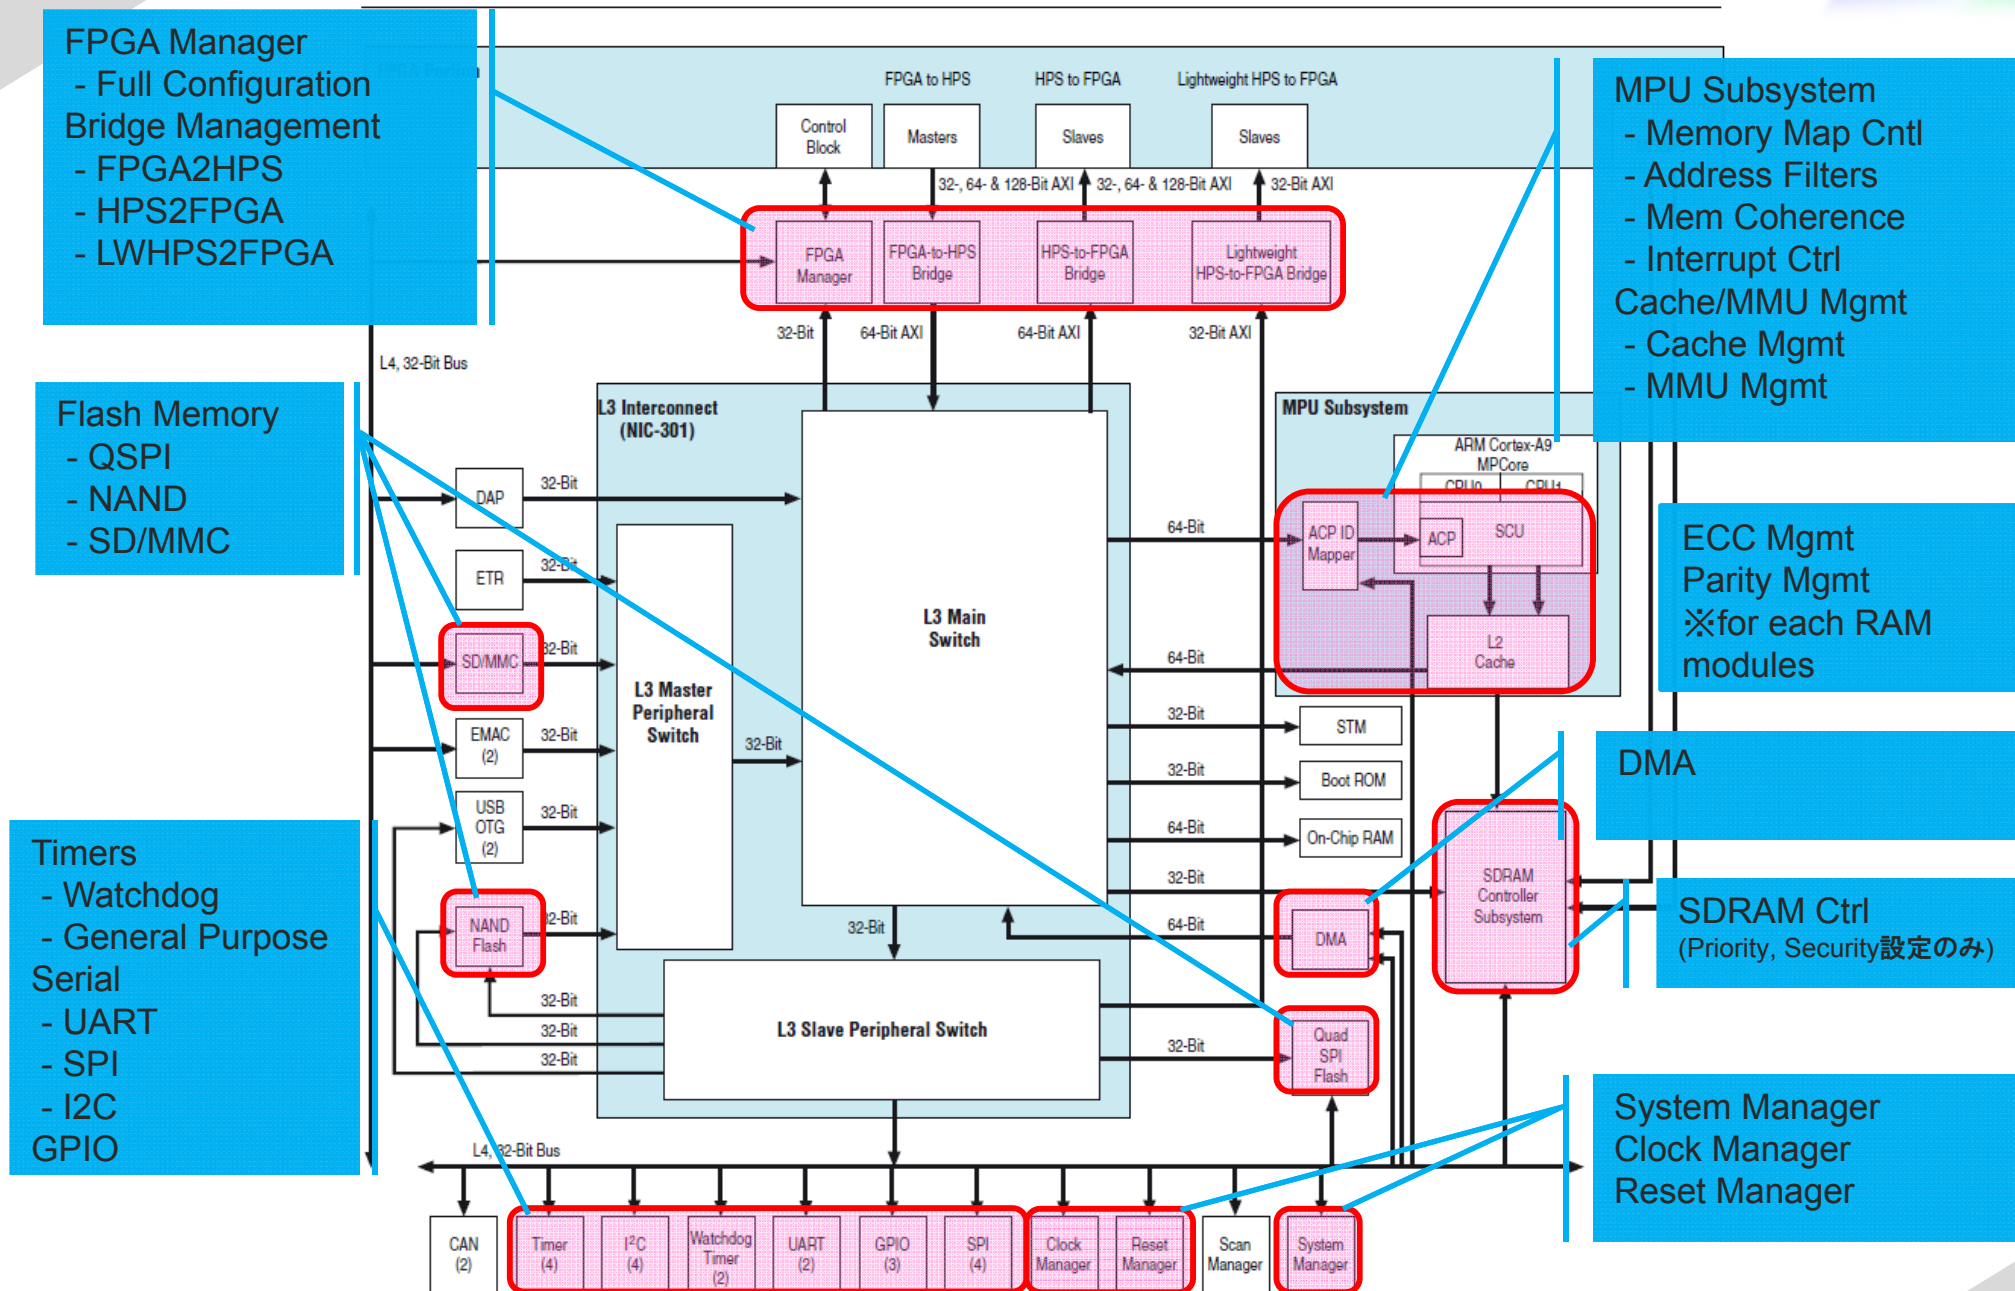 FPGA Manager
- Full Configuration
Bridge Management
- FPGA2HPS
- HPS2FPGA
- LWHPS2FPGA
FPGA to HPS
HPS to FPGA
Lightweight HPS to FPGA
Control
Block
Masters
Slaves
Slaves
32-, 64- & 128-Bit AXI
32-, 64- & 128-Bit AXI
32-Bit AXI
FPGA
Manager
FPGA-to-HPS
Bridge
HPS-to-FPGA
Bridge
Lightweight
HPS-to-FPGA Bridge
32-Bit
64-Bit AXI
64-Bit AXI
32-Bit AXI
MPU Subsystem
- Memory Map Cntl
- Address Filters
- Mem Coherence
- Interrupt Ctrl
Cache/MMU Mgmt
- Cache Mgmt
- MMU Mgmt
L4, 32-Bit Bus
Flash Memory
- QSPI
- NAND
- SD/MMC
L3 Interconnect
(NIC-301)
MPU Subsystem
ARM Cortex-A9
MPCore
CPU0
CPU1
ACP ID
Mapper
ACP
SCU
L2
Cache
DAP
32-Bit
ETR
32-Bit
SD/MMC
32-Bit
EMAC
(2)
32-Bit
USB
OTG
(2)
32-Bit
NAND
Flash
32-Bit
L3 Master
Peripheral
Switch
32-Bit
L3 Main
Switch
64-Bit
64-Bit
32-Bit
STM
32-Bit
Boot ROM
64-Bit
On-Chip RAM
32-Bit
64-Bit
DMA
SDRAM
Controller
Subsystem
ECC Mgmt
Parity Mgmt
※for each RAM
modules
DMA
SDRAM Ctrl
(Priority, Security設定のみ)
Timers
- Watchdog
- General Purpose
Serial
- UART
- SPI
- I2C
GPIO
32-Bit
32-Bit
32-Bit
32-Bit
L3 Slave Peripheral Switch
32-Bit
Quad
SPI
Flash
System Manager
Clock Manager
Reset Manager
L4, 32-Bit Bus
CAN
(2)
Timer
(4)
I²C
(4)
Watchdog
Timer
(2)
UART
(2)
GPIO
(3)
SPI
(4)
Clock
Manager
Reset
Manager
Scan
Manager
System
Manager